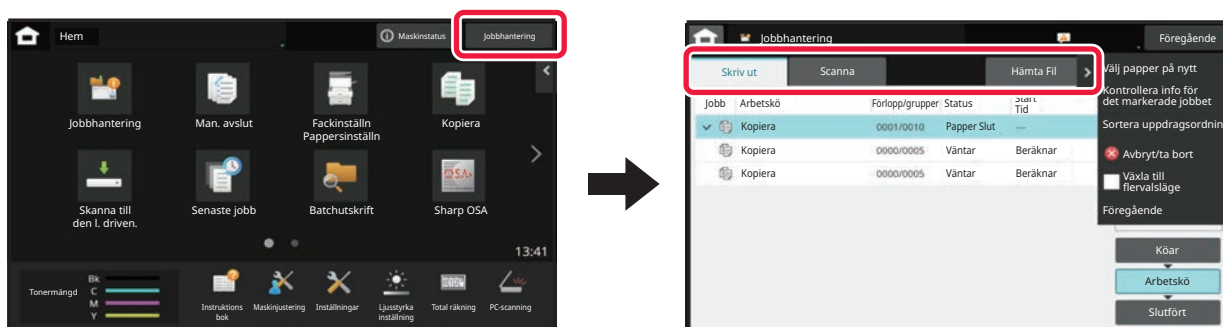 Hem
Maskinstatus
Jobbhantering
Jobbhantering
Man. avslut
Fackinställn
Pappersinställn
Kopiera
Skanna till
den l. driven.
Senaste jobb
Batchutskrift
Sharp OSA
13:41
Tonermängd
Bk
C
M
Y
Instruktions
bok
Maskinjustering
Inställningar
Ljusstyrka
inställning
Total räkning
PC-scanning
Jobbhantering
Föregående
Skriv ut
Scanna
Hämta Fil
Välj papper på nytt
Kontrollera info för
det markerade jobbet
Sortera uppdragsordnin
Avbryt/ta bort
Växla till
flervalsläge
Föregående
Jobb Arbetskö Förlopp/grupper Status Start
Tid
Kopiera 0001/0010 Papper Slut ---
Kopiera 0000/0005 Väntar Beräknar
Kopiera 0000/0005 Väntar Beräknar
Köar
Arbetskö
Slutfört